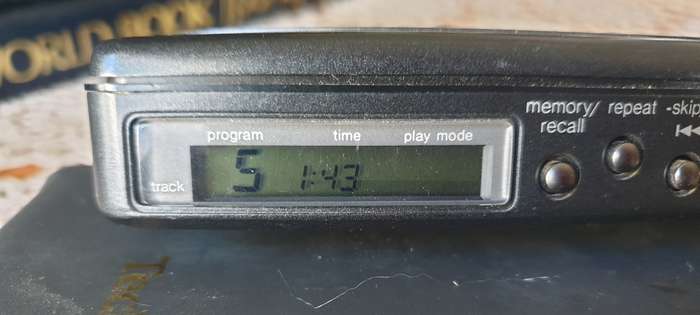 WORLD BOOK
memory/ repeat -skip
recall
program time play mode
5 1:43
track